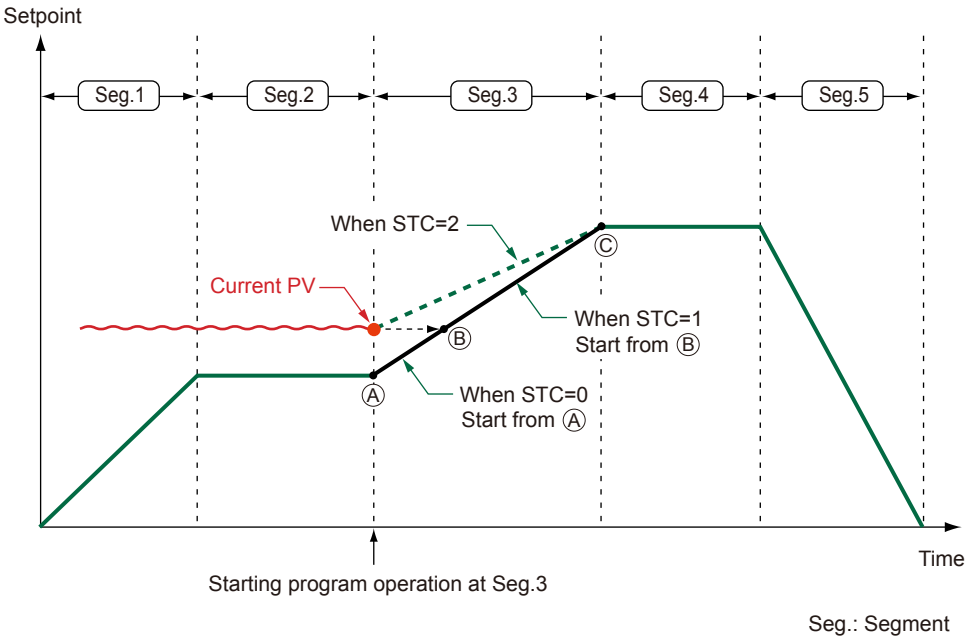 Setpoint
Seg.1
Seg.2
Seg.3
Seg.4
Seg.5
When STC=2
Ⓒ
Current PV
When STC=1
Start from Ⓑ
Ⓑ
Ⓐ
When STC=0
Start from Ⓐ
Time
Starting program operation at Seg.3
Seg.: Segment